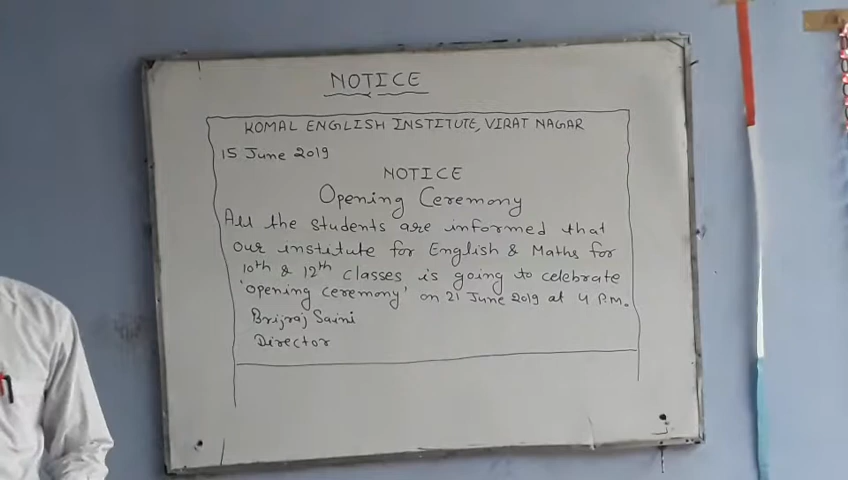 NOTICE
KOMAL ENGLISH INSTITUTE, VIRAT NAGAR
15 June 2019
NOTICE
Opening Ceremony
All the students are informed that
our institute for English & Maths for
10th & 12th classes is going to celebrate
'opening ceremony' on 21 June 2019 at 4 P.M.
Brijraj Saini
Director